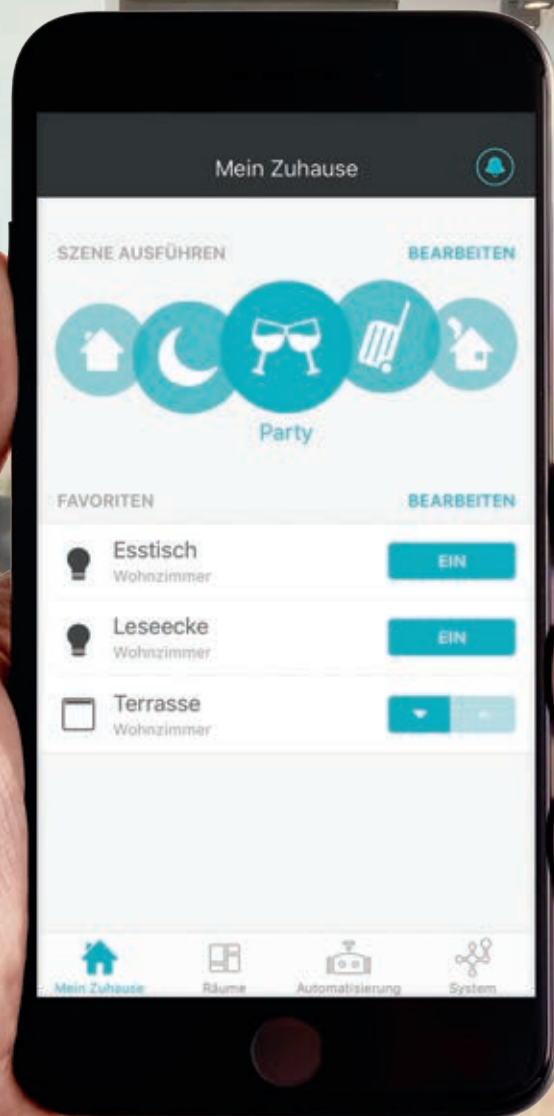 Mein Zuhause
SZENE AUSFÜHREN BEARBEITEN
Party
FAVORITEN BEARBEITEN
Esstisch
Wohnzimmer
EIN
Leseecke
Wohnzimmer
EIN
Terrasse
Wohnzimmer
Mein Zuhause Räume Automatisierung System